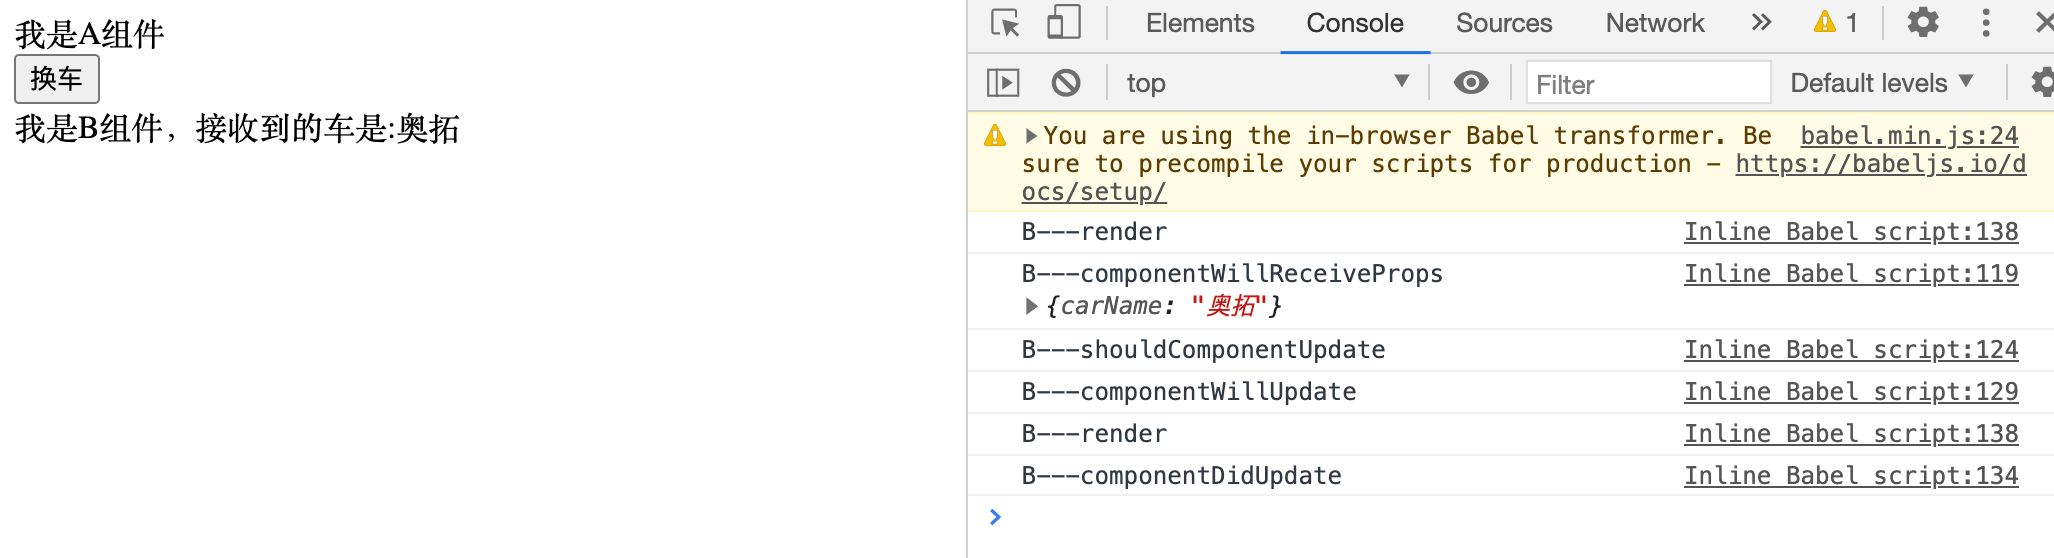 我是A组件
换车
我是B组件，接收到的车是:奥拓
Elements Console Sources Network » 1
top Filter Default levels
You are using the in-browser Babel transformer. Be babel.min.js:24
sure to precompile your scripts for production - https://babeljs.io/d
ocs/setup/
B---render Inline Babel script:138
B---componentWillReceiveProps Inline Babel script:119
{carName: "奥拓"}
B---shouldComponentUpdate Inline Babel script:124
B---componentWillUpdate Inline Babel script:129
B---render Inline Babel script:138
B---componentDidUpdate Inline Babel script:134